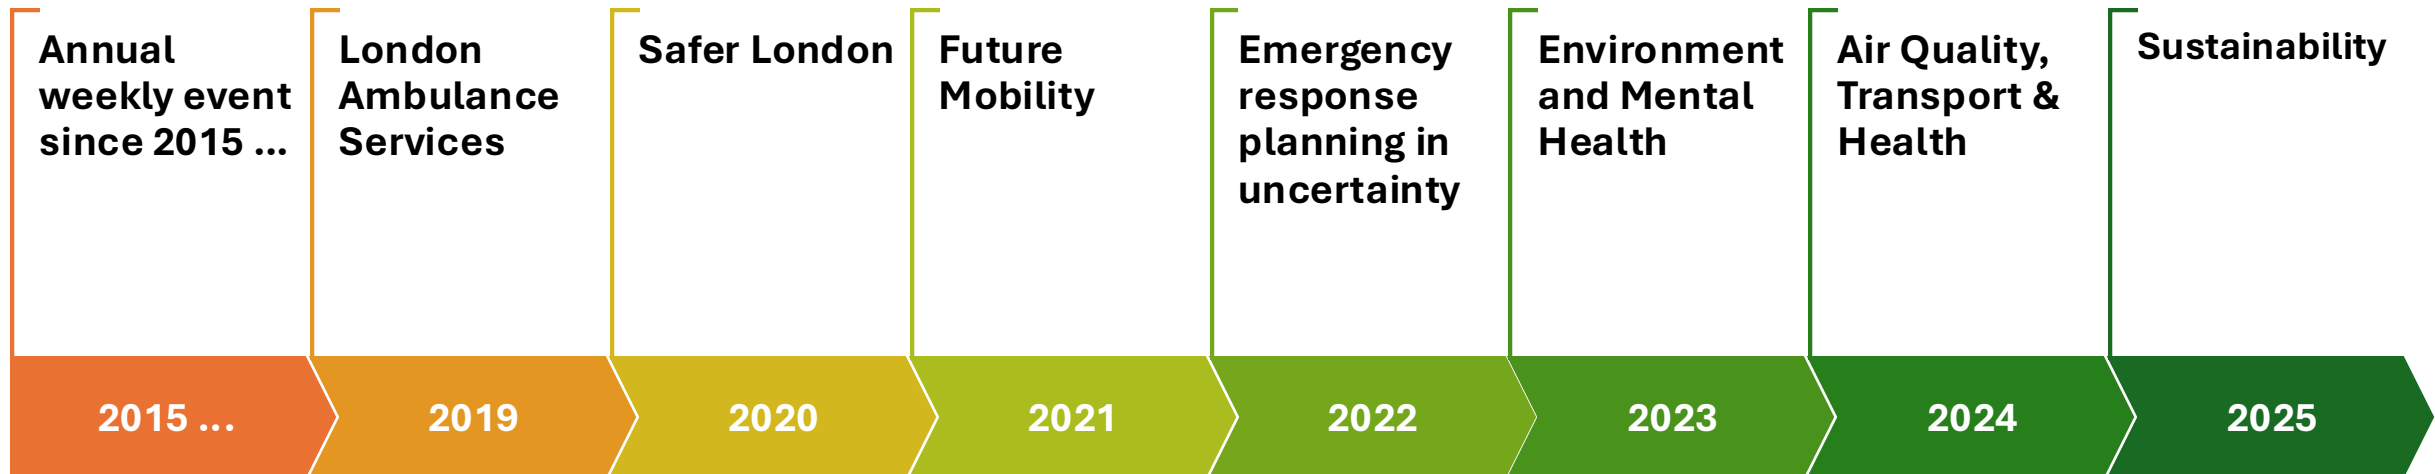 Annual
weekly event
since 2015 ...
London
Ambulance
Services
Safer London
Future
Mobility
Emergency
response
planning in
uncertainty
Environment
and Mental
Health
Air Quality,
Transport &
Health
Sustainability
2015 ...
2019
2020
2021
2022
2023
2024
2025